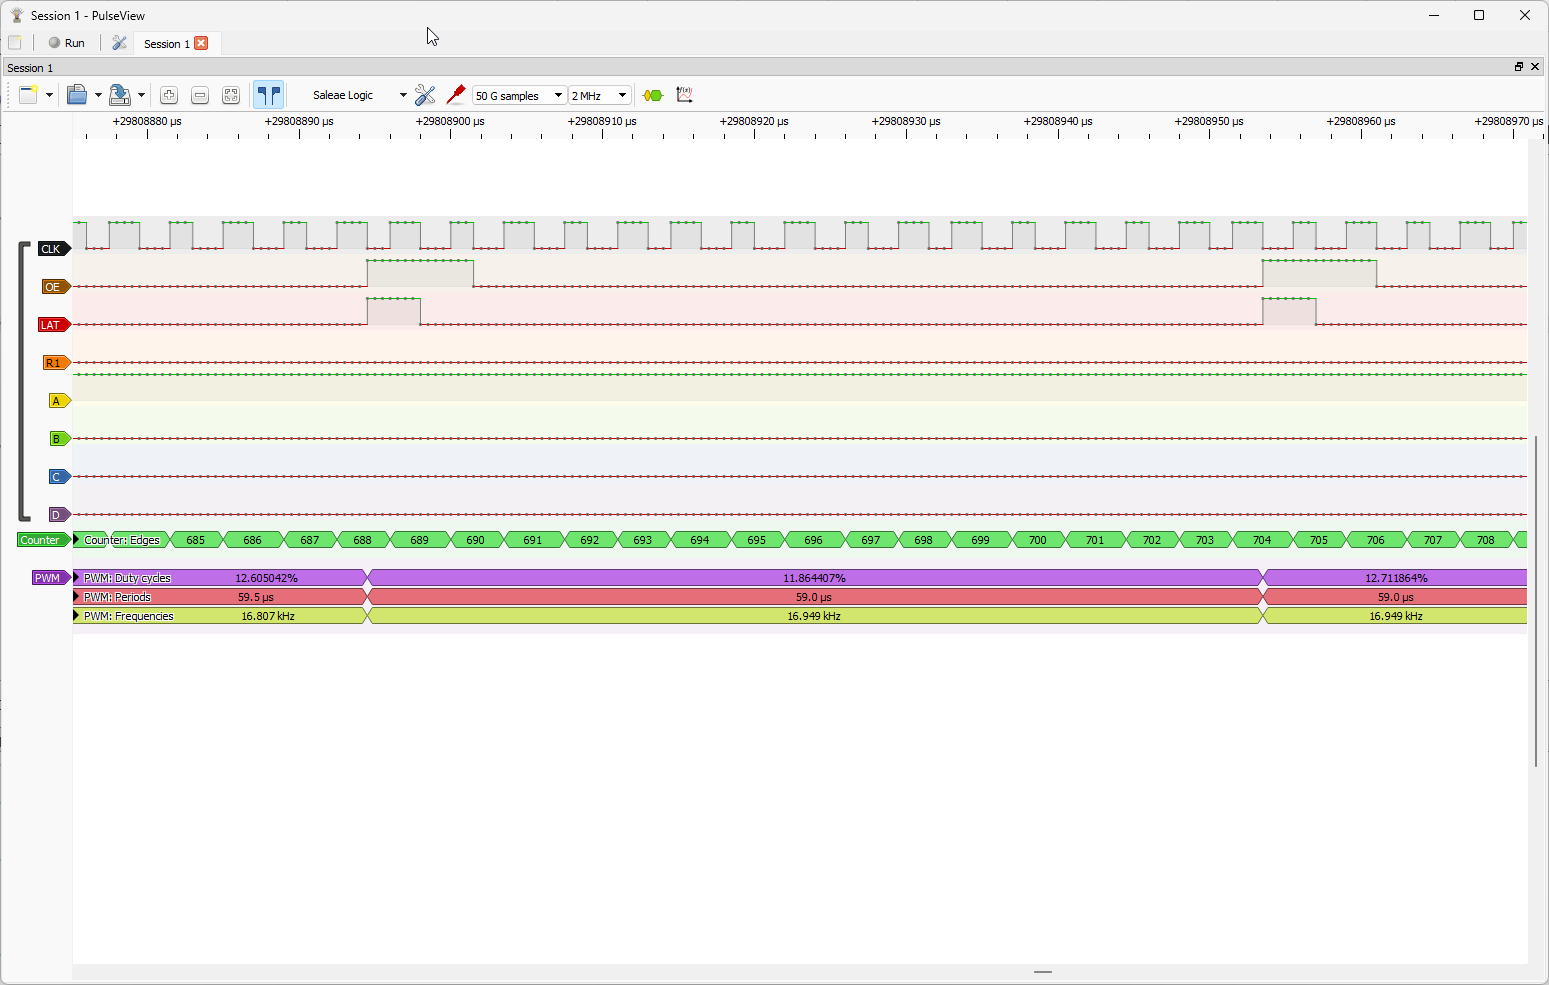 Session 1 - PulseView
Run
Session 1
Session 1
Saleae Logic
50 G samples
2 MHz
+29808880 µs +29808890 µs +29808900 µs +29808910 µs +29808920 µs +29808930 µs +29808940 µs +29808950 µs +29808960 µs +29808970 µs
CLK
OE
LAT
R1
A
B
C
D
Counter Counter: Edges 685 686 687 688 689 690 691 692 693 694 695 696 697 698 699 700 701 702 703 704 705 706 707 708
PWM PWM: Duty cycles 12.605042% 11.864407% 12.711864%
PWM: Periods 59.5 µs 59.0 µs 59.0 µs
PWM: Frequencies 16.807 kHz 16.949 kHz 16.949 kHz